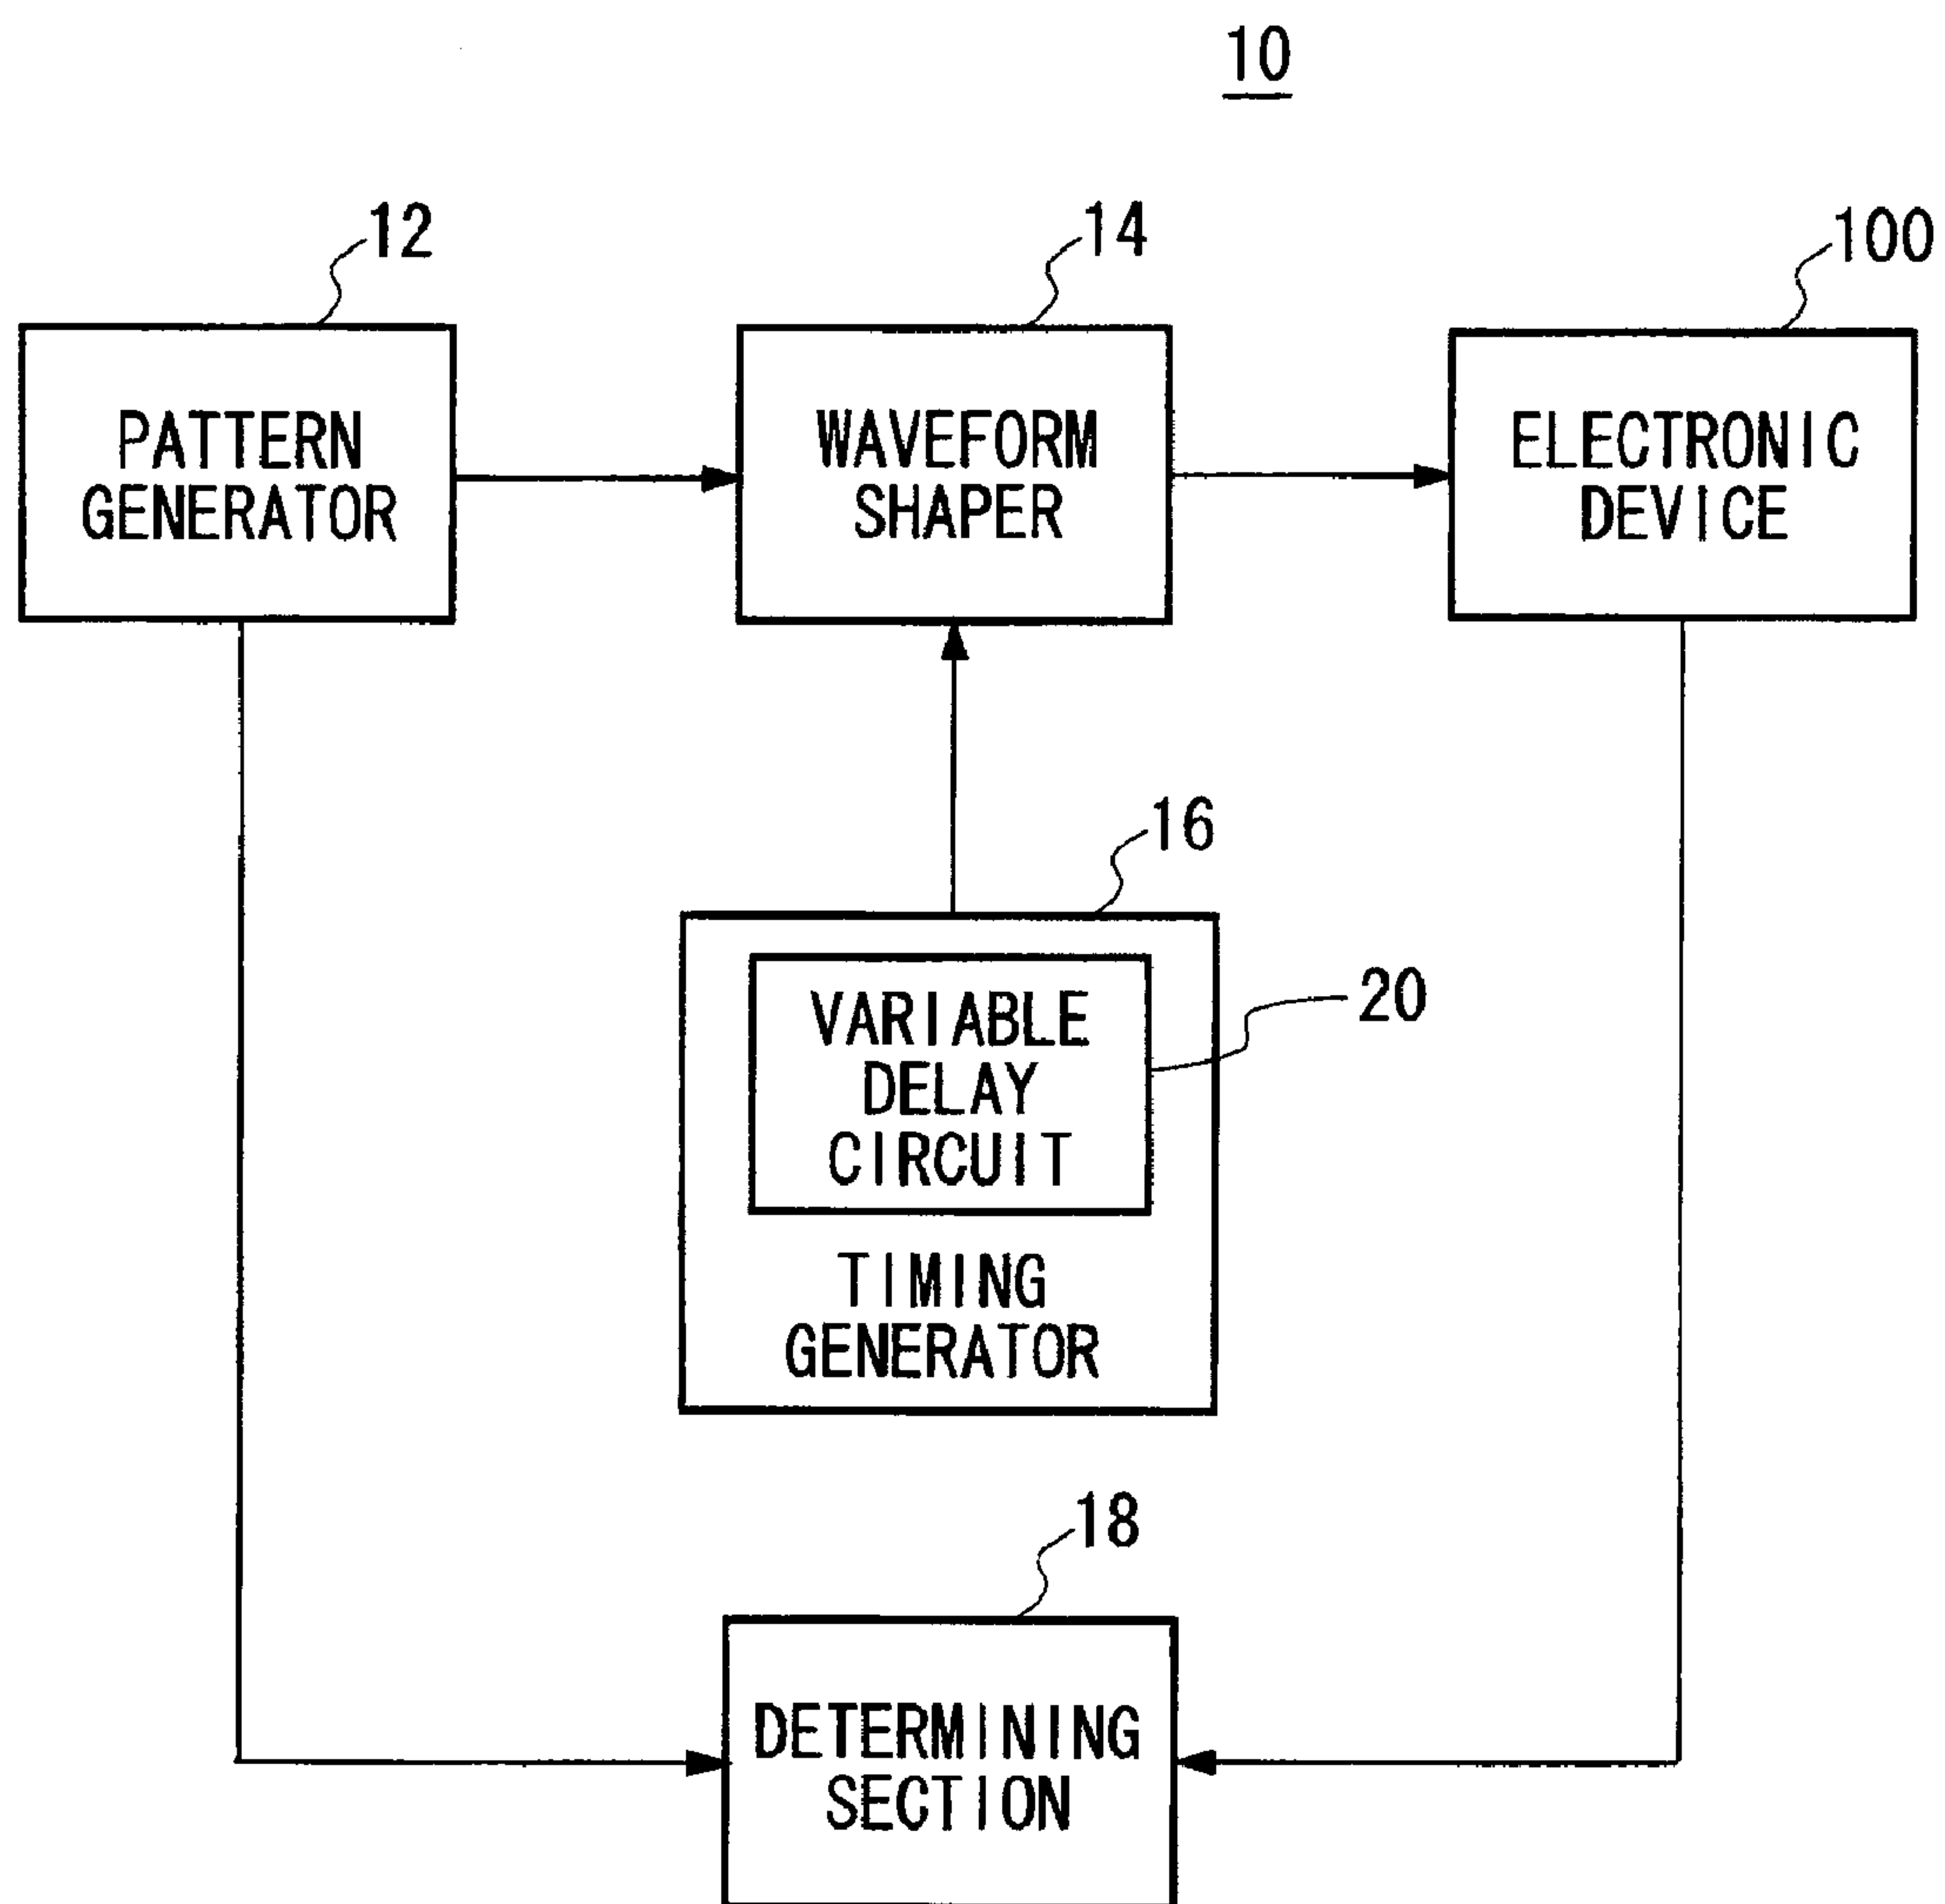 10
12
14
100
PATTERN
GENERATOR
WAVEFORM
SHAPER
ELECTRONIC
DEVICE
16
VARIABLE
DELAY
CIRCUIT
20
TIMING
GENERATOR
18
DETERMINING
SECTION